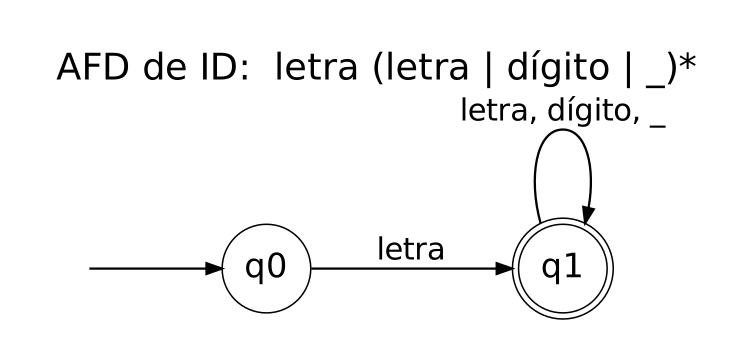 AFD de ID:  letra (letra | dígito | _)*
letra, dígito, _
letra
q0
q1